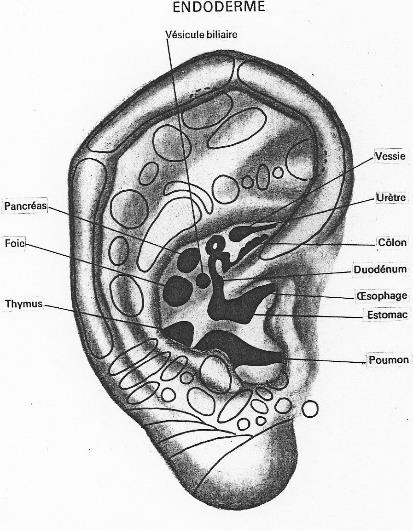 ENDODERME
Vésicule biliaire
Vessie
Pancréas
Urètre
Foie
Côlon
Duodénum
Œsophage
Thymus
Estomac
Poumon